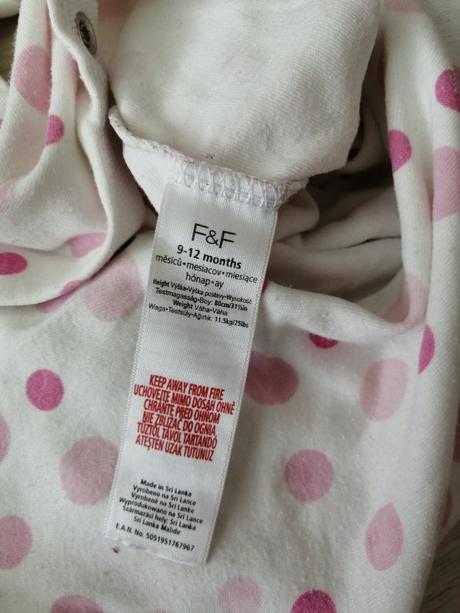 F&F
9-12 months
měsíců•mesiacov•miesiące
hónap•ay
Height Výška•Výška postavy•Wysokość
Testmagasság•Boy: 80cm/31½in
Weight Váha•Váha
Waga•Testsúly•Ağırlık: 11.5kg/25lbs
KEEP AWAY FROM FIRE
UCHOVEJTE MIMO DOSAH OHNĚ
CHRÁNTE PRED OHŇOM
NIE ZBLIŻAĆ DO OGNIA
TŰZTŐL TÁVOL TARTANDÓ
ATEŞTEN UZAK TUTUNUZ
Made in Sri Lanka
Vyrobeno na Srí Lance
Vyrobené na Srí Lanke
Wyprodukowano na Sri Lance
Származási hely: Sri Lanka
Sri Lanka Malıdır
E.A.N. No. 5051951767967